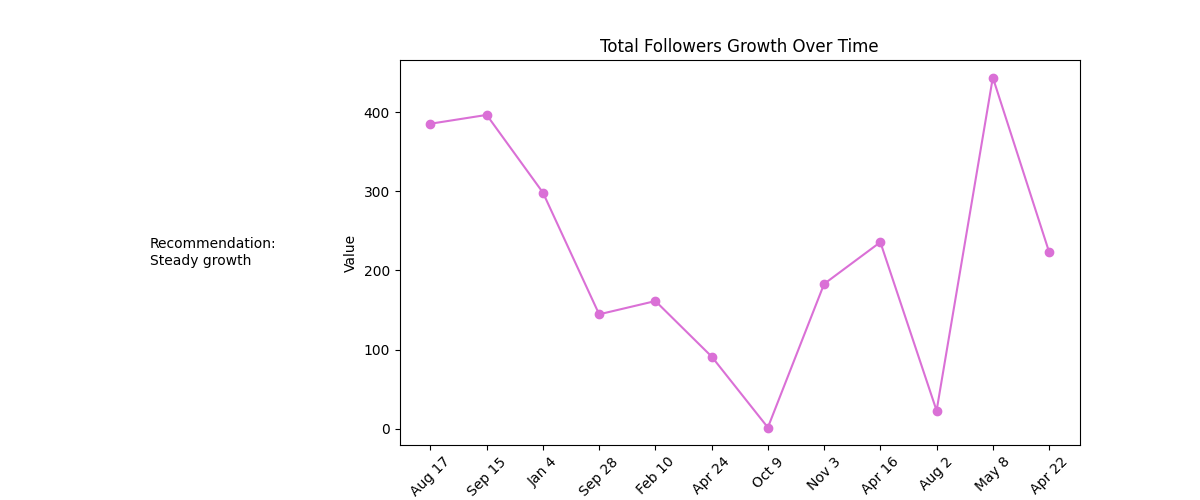 Total Followers Growth Over Time
Recommendation:
Steady growth
Value
400
300
200
100
0
Aug 17
Sep 15
Jan 4
Sep 28
Feb 10
Apr 24
Oct 9
Nov 3
Apr 16
Aug 2
May 8
Apr 22